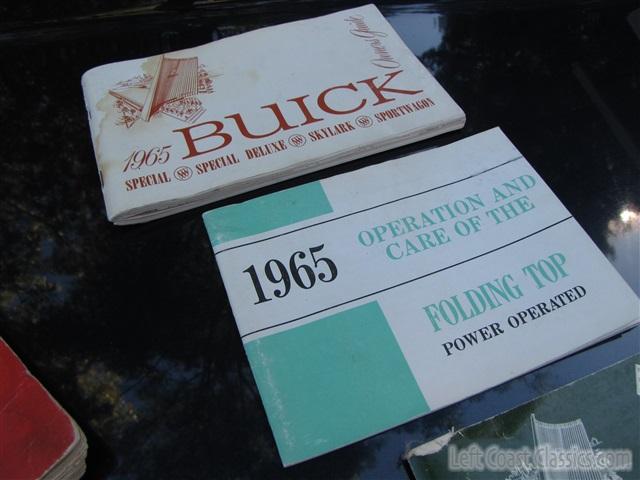 Owners Guide
1965 BUICK
SPECIAL SPECIAL DELUXE SKYLARK SPORTWAGON
1965
OPERATION AND
CARE OF THE
FOLDING TOP
POWER OPERATED
Left Coast Classics.com